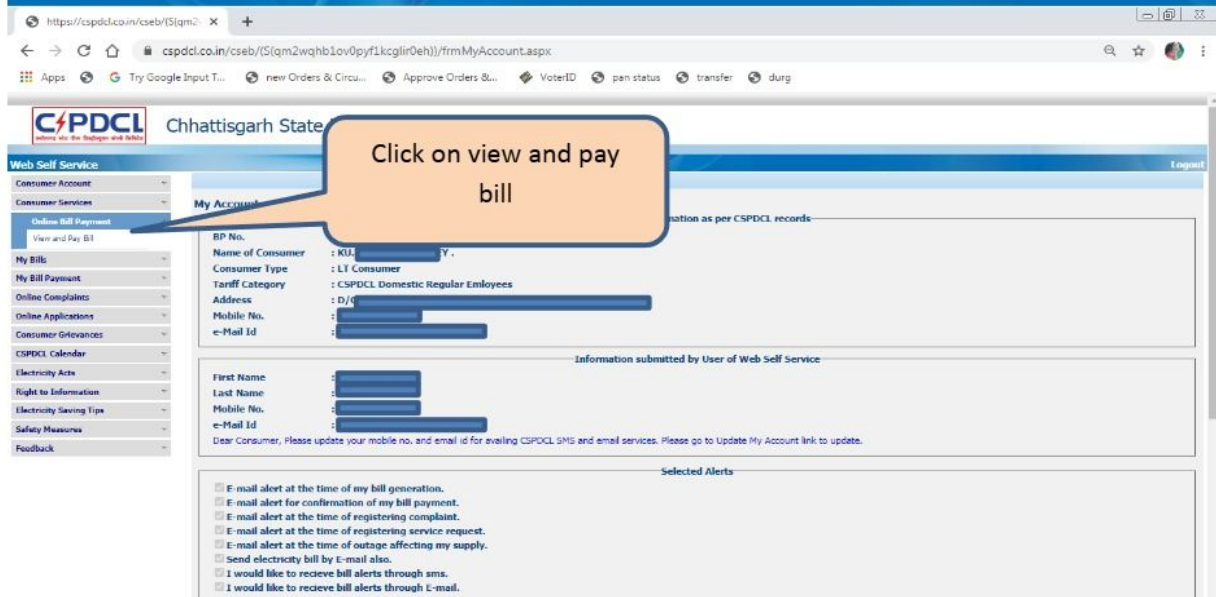 https://cspdcl.co.in/cseb/(S(qm2
cspdcl.co.in/cseb/(S(qm2wqhb1ov0pyf1kcglir0eh))/frmMyAccount.aspx
Apps Try Google Input T... new Orders & Circu... Approve Orders &... VoterID pan status transfer durg
CSPDCL
Chhattisgarh State
Click on view and pay
bill
Web Self Service
Logout
Consumer Account
Consumer Services
Online Bill Payment
View and Pay Bill
My Bills
My Bill Payment
Online Complaints
Online Applications
Consumer Grievances
CSPDCL Calendar
Electricity Acts
Right to Information
Electricity Saving Tips
Safety Measures
Feedback
My Account
as per CSPDCL records
BP No.
Name of Consumer : KU. Y .
Consumer Type : LT Consumer
Tariff Category : CSPDCL Domestic Regular Emloyees
Address : D/
Mobile No. :
e-Mail Id :
Information submitted by User of Web Self Service
First Name :
Last Name :
Mobile No. :
e-Mail Id :
Dear Consumer, Please update your mobile no. and email id for availing CSPDCL SMS and email services. Please go to Update My Account link to update.
Selected Alerts
E-mail alert at the time of my bill generation.
E-mail alert for confirmation of my bill payment.
E-mail alert at the time of registering complaint.
E-mail alert at the time of registering service request.
E-mail alert at the time of outage affecting my supply.
Send electricity bill by E-mail also.
I would like to recieve bill alerts through sms.
I would like to recieve bill alerts through E-mail.